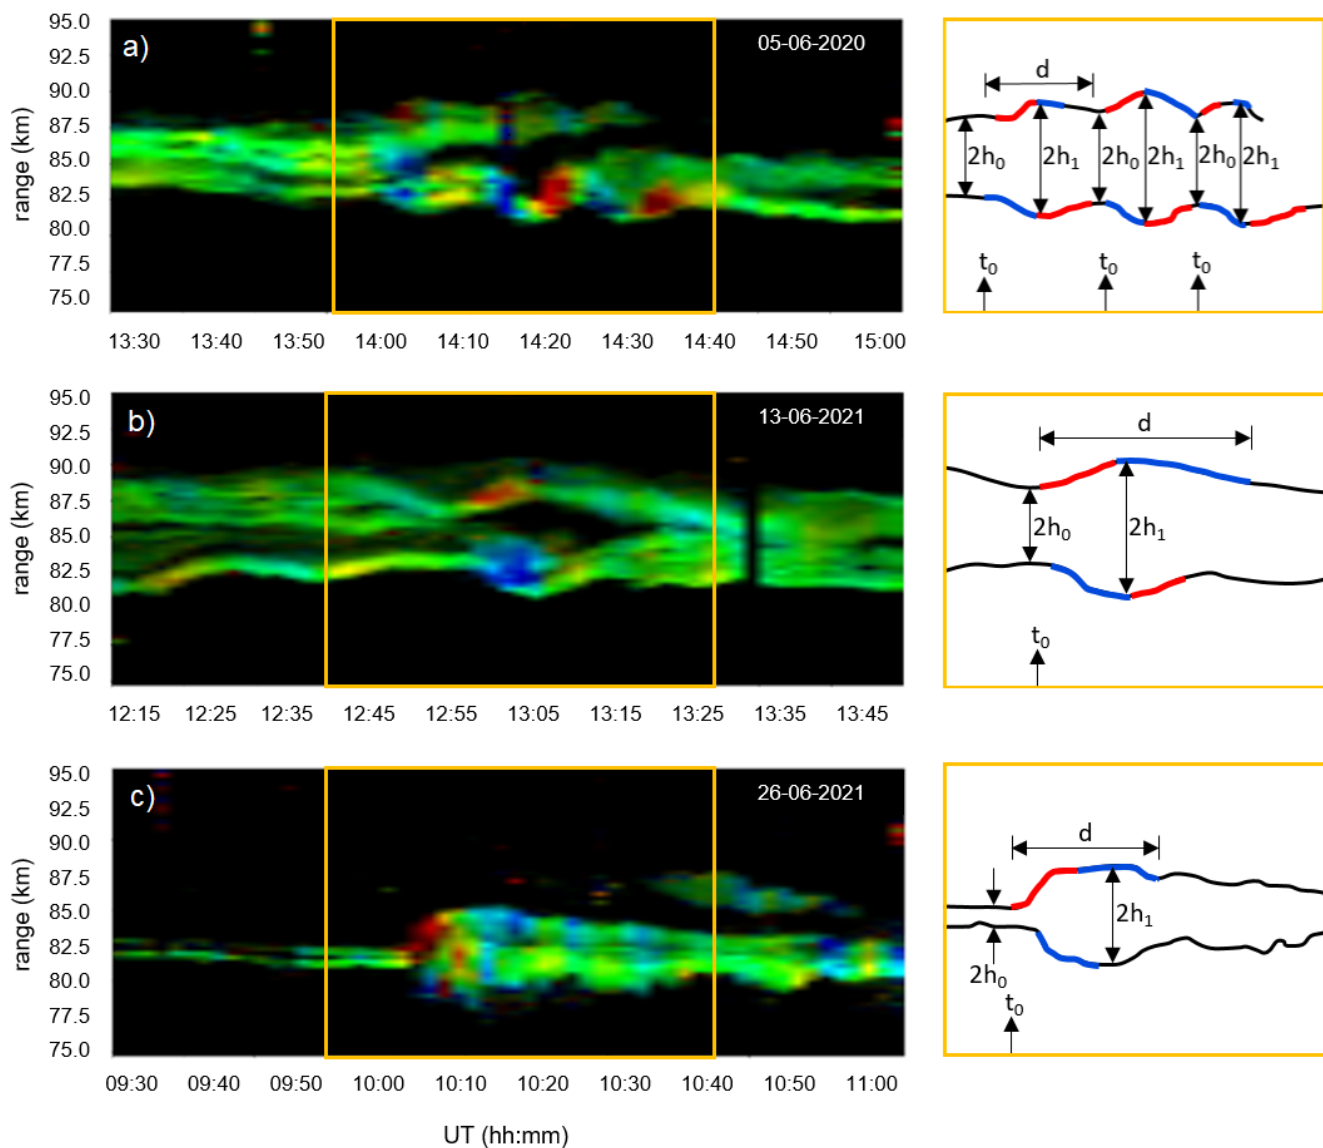 95.0
92.5
90.0
87.5
85.0
82.5
80.0
77.5
75.0
range (km)
a)
05-06-2020
13:30 13:40 13:50 14:00 14:10 14:20 14:30 14:40 14:50 15:00
d
2h₀ 2h₁ 2h₀ 2h₁ 2h₀ 2h₁
t₀ t₀ t₀
95.0
92.5
90.0
87.5
85.0
82.5
80.0
77.5
75.0
range (km)
b)
13-06-2021
12:15 12:25 12:35 12:45 12:55 13:05 13:15 13:25 13:35 13:45
d
2h₀ 2h₁
t₀
95.0
92.5
90.0
87.5
85.0
82.5
80.0
77.5
75.0
range (km)
c)
26-06-2021
09:30 09:40 09:50 10:00 10:10 10:20 10:30 10:40 10:50 11:00
UT (hh:mm)
d
2h₁
2h₀
t₀